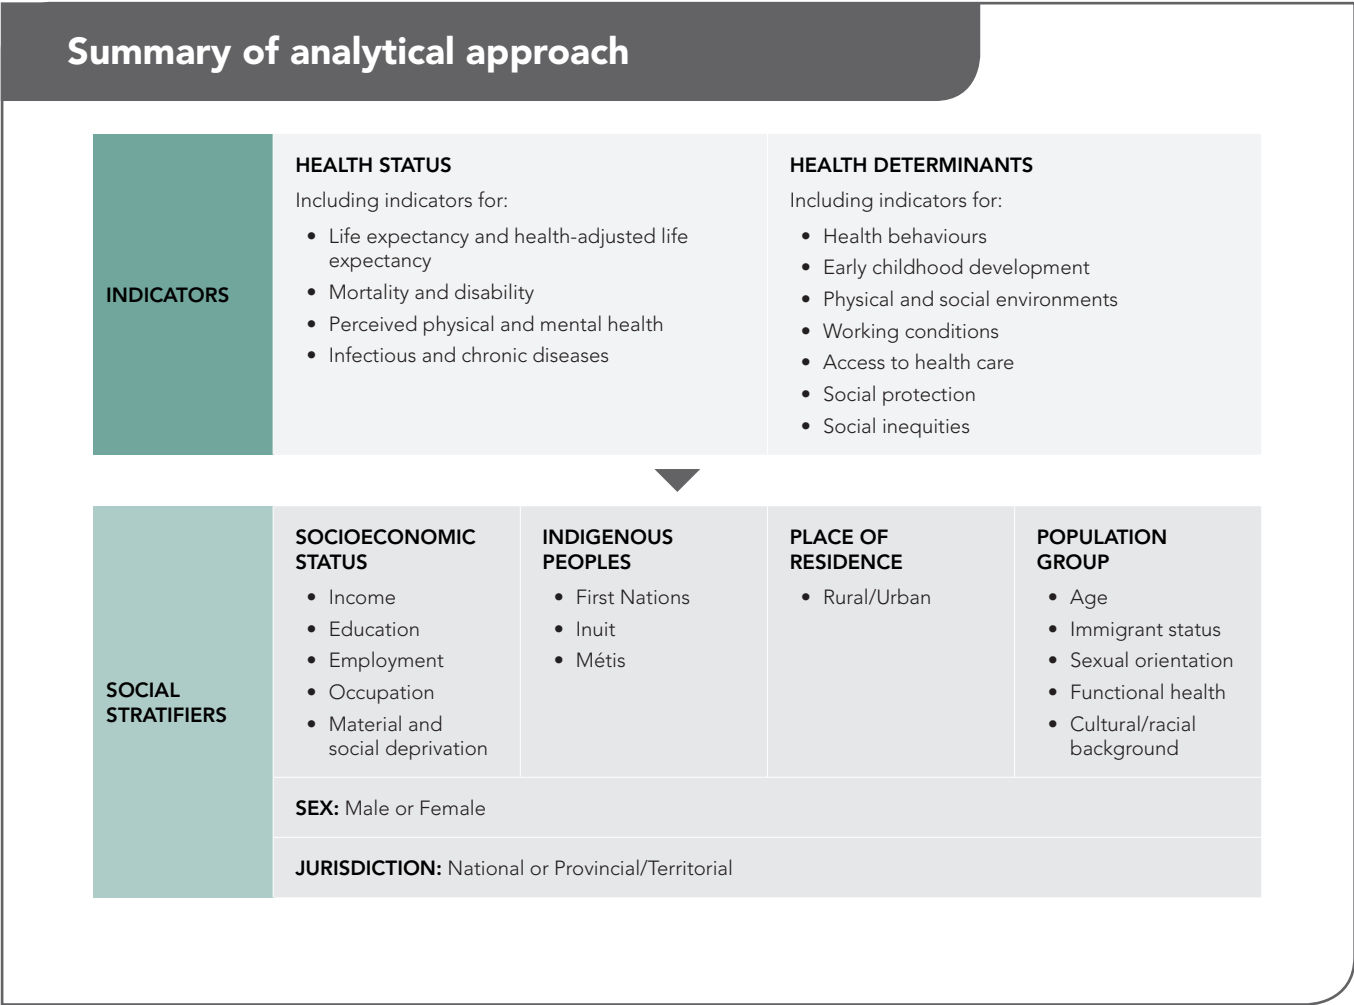 Summary of analytical approach
INDICATORS
HEALTH STATUS
Including indicators for:
• Life expectancy and health-adjusted life
expectancy
• Mortality and disability
• Perceived physical and mental health
• Infectious and chronic diseases
HEALTH DETERMINANTS
Including indicators for:
• Health behaviours
• Early childhood development
• Physical and social environments
• Working conditions
• Access to health care
• Social protection
• Social inequities
SOCIAL
STRATIFIERS
SOCIOECONOMIC
STATUS
• Income
• Education
• Employment
• Occupation
• Material and
social deprivation
INDIGENOUS
PEOPLES
• First Nations
• Inuit
• Métis
PLACE OF
RESIDENCE
• Rural/Urban
POPULATION
GROUP
• Age
• Immigrant status
• Sexual orientation
• Functional health
• Cultural/racial
background
SEX: Male or Female
JURISDICTION: National or Provincial/Territorial